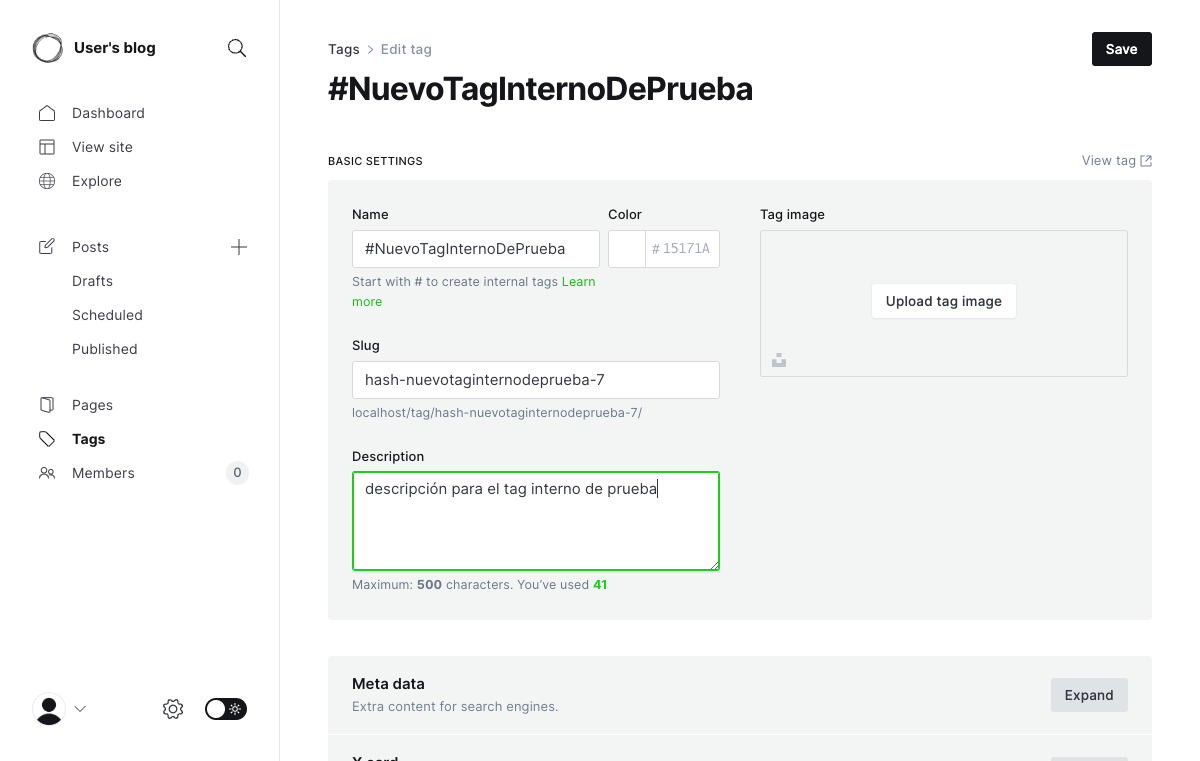 User's blog
Dashboard
View site
Explore
Posts
Drafts
Scheduled
Published
Pages
Tags
Members
0
Tags
Edit tag
Save
#NuevoTagInternoDePrueba
BASIC SETTINGS
View tag
Name
#NuevoTagInternoDePrueba
Start with # to create internal tags Learn
more
Color
# 15171A
Slug
hash-nuevotaginternodeprueba-7
localhost/tag/hash-nuevotaginternodeprueba-7/
Description
descripción para el tag interno de prueba
Maximum: 500 characters. You've used 41
Tag image
Upload tag image
Meta data
Extra content for search engines.
Expand
X card